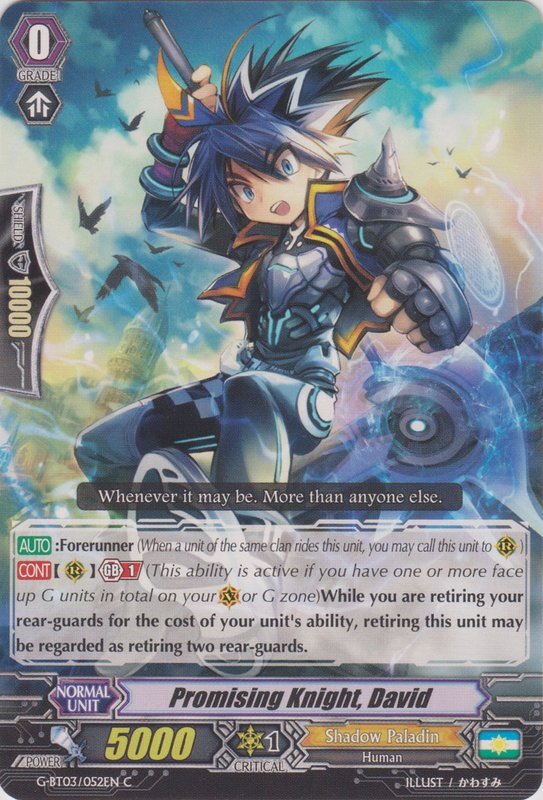 0
GRADE
SHIELD
10000
Whenever it may be. More than anyone else.
AUTO :Forerunner (When a unit of the same clan rides this unit, you may call this unit to R )
CONT [ R ] GB 1 (This ability is active if you have one or more face
up G units in total on your V or G zone)While you are retiring your
rear-guards for the cost of your unit's ability, retiring this unit may
be regarded as retiring two rear-guards.
NORMAL
UNIT
Promising Knight, David
POWER
5000
1
CRITICAL
Shadow Paladin
Human
G-BT03/052EN C
ILLUST / かわすみ